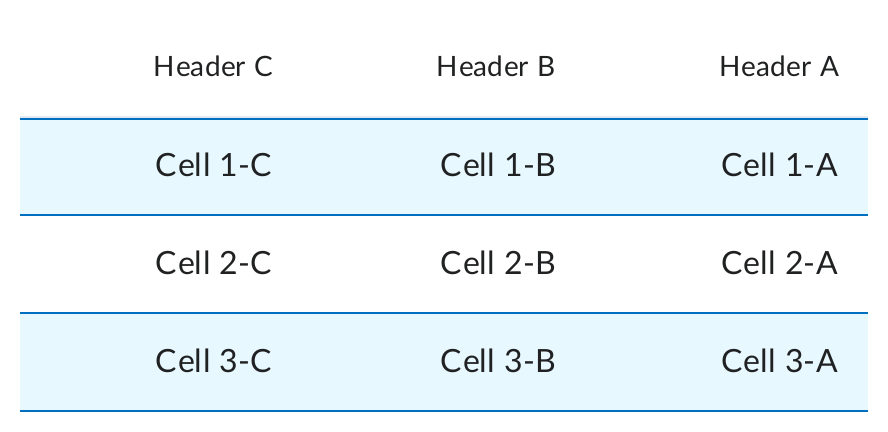 Header C Header B Header A
Cell 1-C Cell 1-B Cell 1-A
Cell 2-C Cell 2-B Cell 2-A
Cell 3-C Cell 3-B Cell 3-A